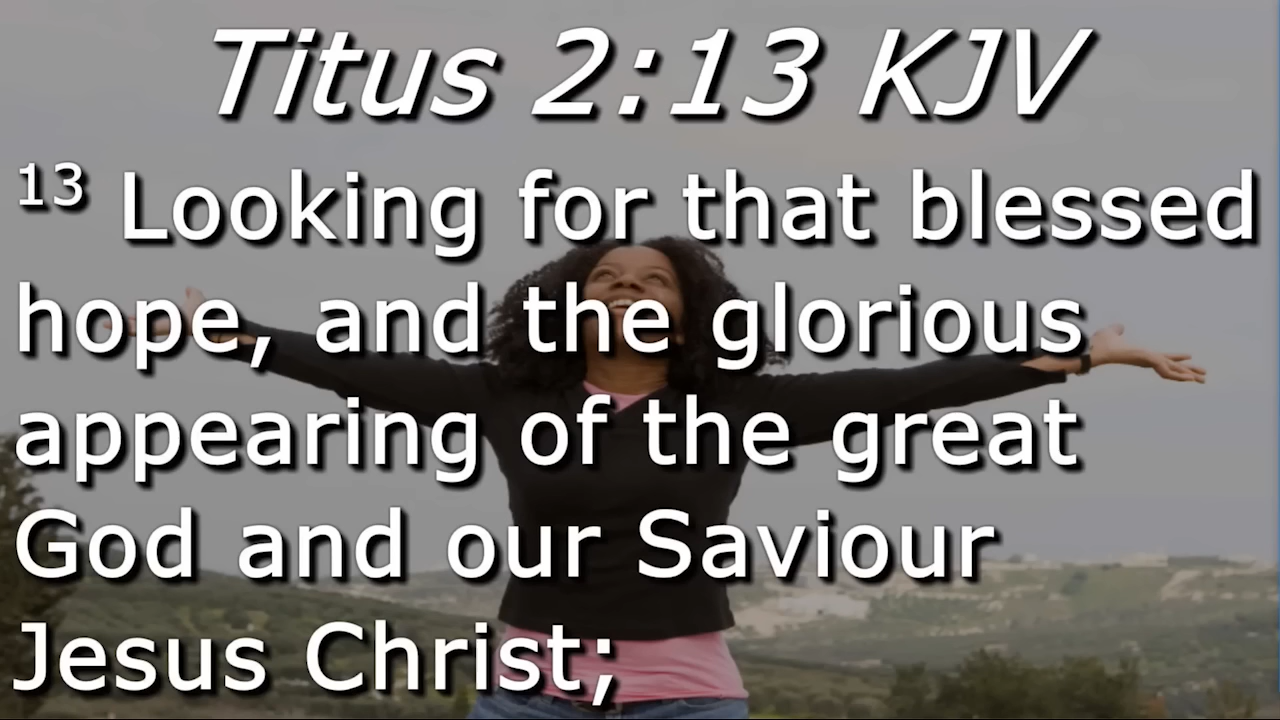 Titus 2:13 KJV
13 Looking for that blessed
hope, and the glorious
appearing of the great
God and our Saviour
Jesus Christ;